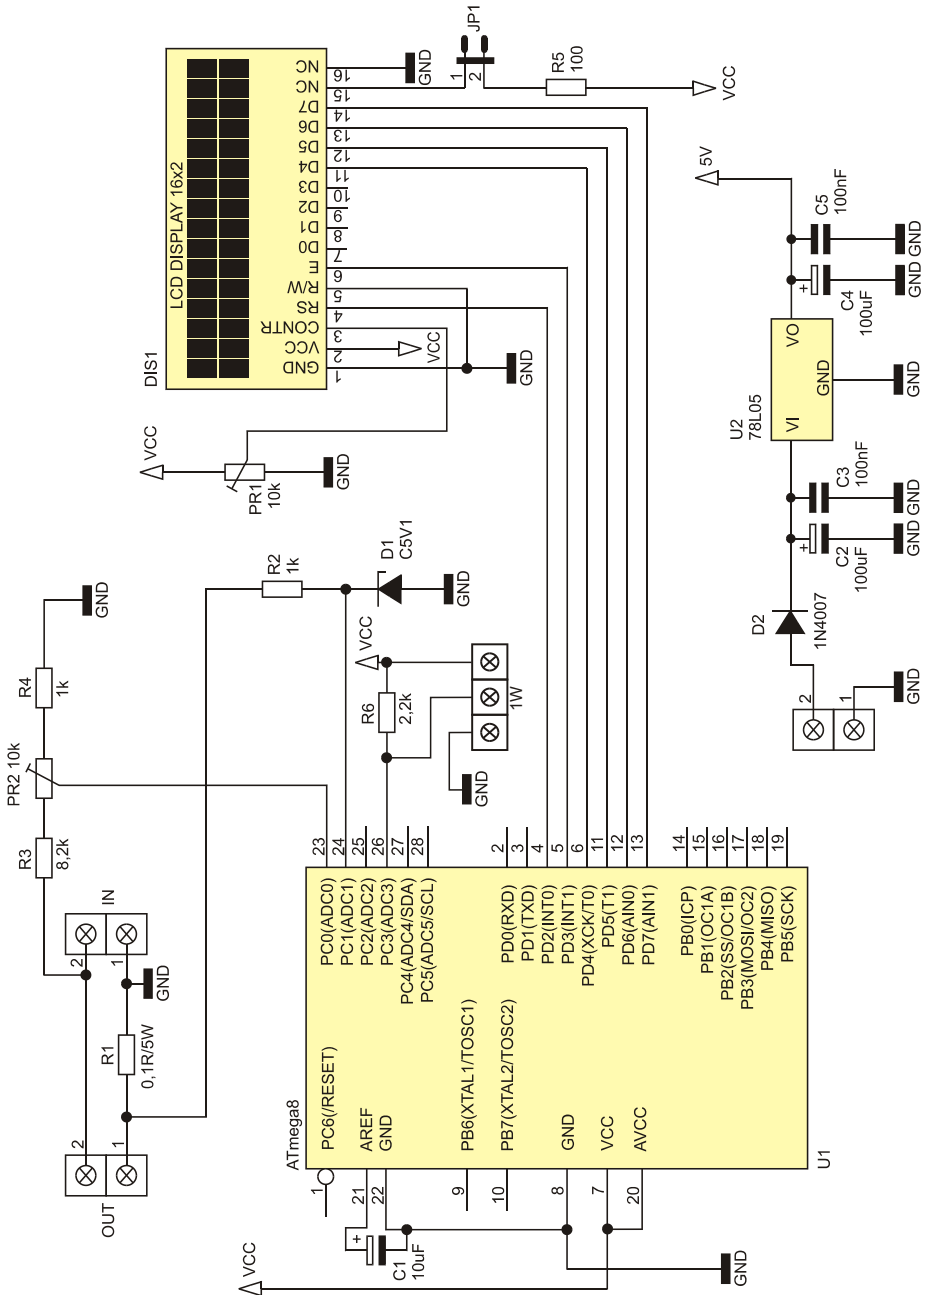 JP1
1
2
R5
100
VCC
GND
LCD DISPLAY 16x2
DIS1
NC
16
NC
15
D7
14
D6
13
D5
12
D4
11
D3
10
D2
9
D1
8
D0
7
E
6
R/W
5
RS
4
CONTR
3
VCC
2
GND
1
VCC
GND
VCC
PR1
10k
GND
5V
C5
100nF
GND
+
C4
100uF
GND
U2
78L05
VO
GND
VI
GND
C3
100nF
GND
+
C2
100uF
GND
D2
1N4007
2
1
GND
R2
1k
D1
C5V1
GND
GND
R4
1k
PR2 10k
R3
8,2k
VCC
R6
2,2k
1W
GND
IN
2
1
GND
R1
0,1R/5W
2
1
OUT
ATmega8
U1
PC0(ADC0)
23
PC1(ADC1)
24
PC2(ADC2)
25
PC3(ADC3)
26
PC4(ADC4/SDA)
27
PC5(ADC5/SCL)
28
PD0(RXD)
2
PD1(TXD)
3
PD2(INT0)
4
PD3(INT1)
5
PD4(XCK/T0)
6
PD5(T1)
11
PD6(AIN0)
12
PD7(AIN1)
13
PB0(ICP)
14
PB1(OC1A)
15
PB2(SS/OC1B)
16
PB3(MOSI/OC2)
17
PB4(MISO)
18
PB5(SCK)
19
PC6(/RESET)
1
AREF
21
GND
22
PB6(XTAL1/TOSC1)
9
PB7(XTAL2/TOSC2)
10
GND
8
VCC
7
AVCC
20
+
C1
10uF
VCC
GND